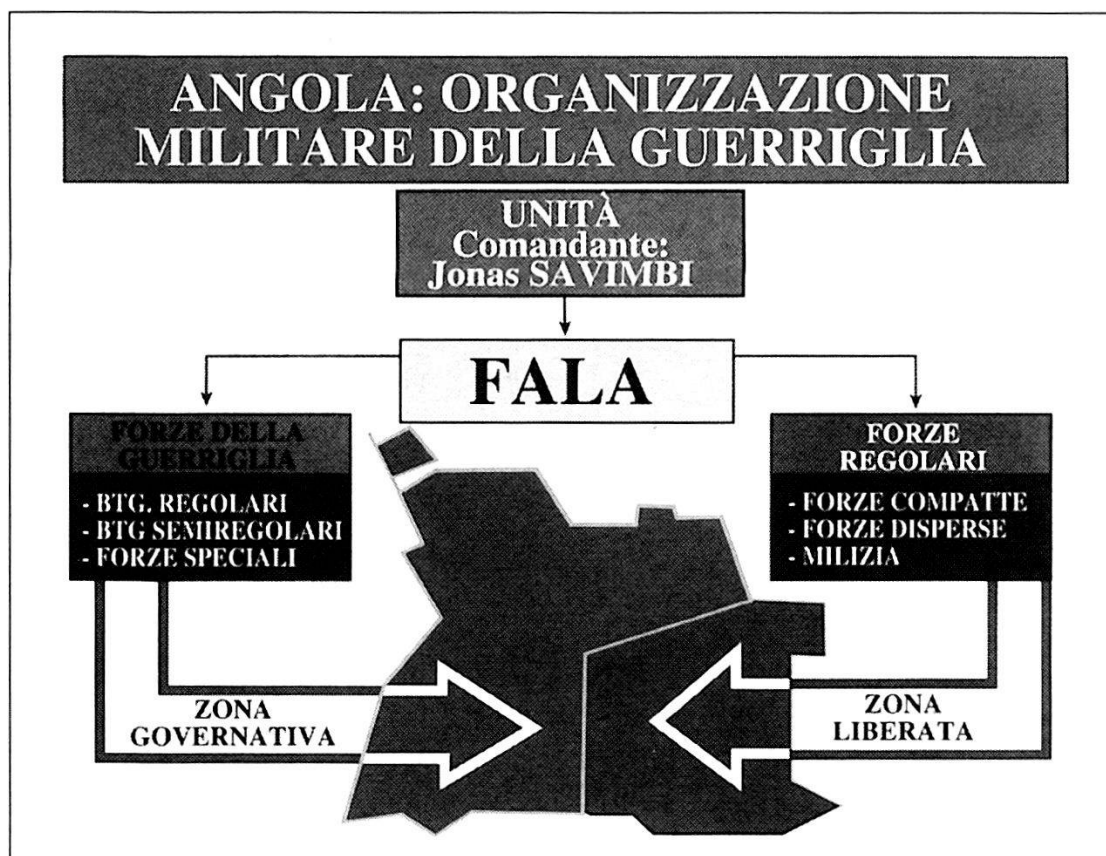 ANGOLA: ORGANIZZAZIONE
MILITARE DELLA GUERRIGLIA
UNITÀ
Comandante:
Jonas SAVIMBI
FALA
FORZE DELLA
GUERRIGLIA
- BTG. REGOLARI
- BTG SEMIREGOLARI
- FORZE SPECIALI
FORZE
REGOLARI
- FORZE COMPATTE
- FORZE DISPERSE
- MILIZIA
ZONA
GOVERNATIVA
ZONA
LIBERATA